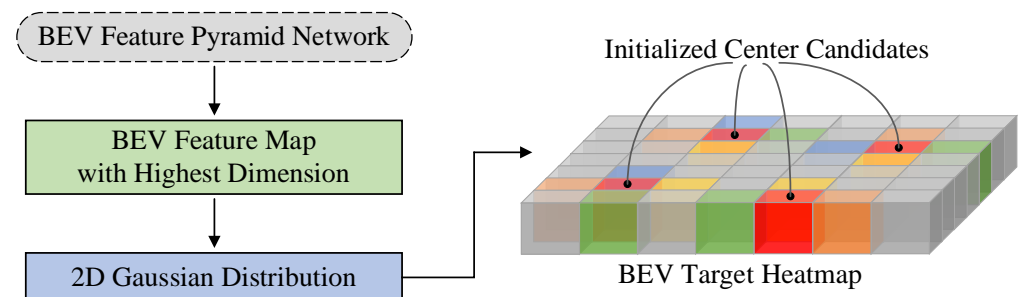 BEV Feature Pyramid Network
BEV Feature Map
with Highest Dimension
2D Gaussian Distribution
Initialized Center Candidates
BEV Target Heatmap